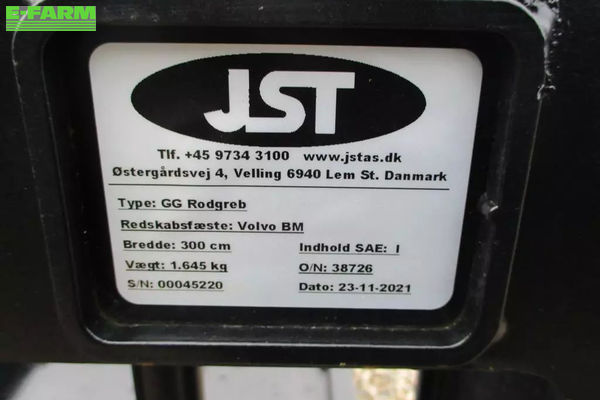 E-FARM
JST
Tlf. +45 9734 3100 www.jstas.dk
Østergårdsvej 4, Velling 6940 Lem St. Danmark
Type: GG Rodgreb
Redskabsfæste: Volvo BM
Bredde: 300 cm Indhold SAE: l
Vægt: 1.645 kg O/N: 38726
S/N: 00045220 Dato: 23-11-2021